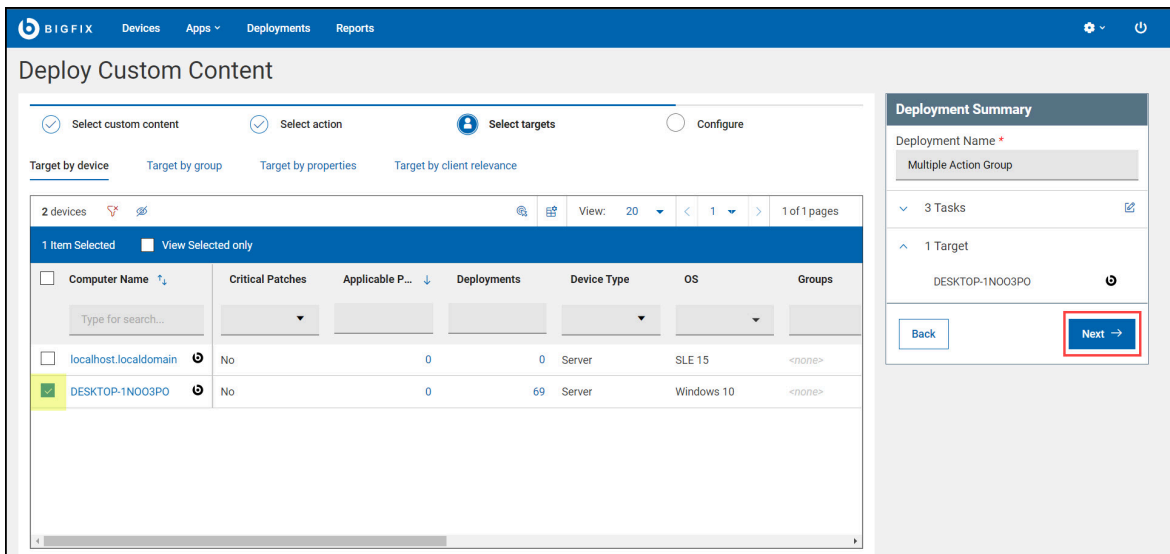 BIGFIX Devices Apps Deployments Reports
Deploy Custom Content
Select custom content Select action Select targets Configure
Target by device Target by group Target by properties Target by client relevance
2 devices View: 20 1 1 of 1 pages
1 Item Selected View Selected only
Computer Name Critical Patches Applicable P... Deployments Device Type OS Groups
Type for search...
localhost.localdomain No 0 0 Server SLE 15 <none>
DESKTOP-1NOO3PO No 0 69 Server Windows 10 <none>
Deployment Summary
Deployment Name *
Multiple Action Group
3 Tasks
1 Target
DESKTOP-1NOO3PO
Back Next